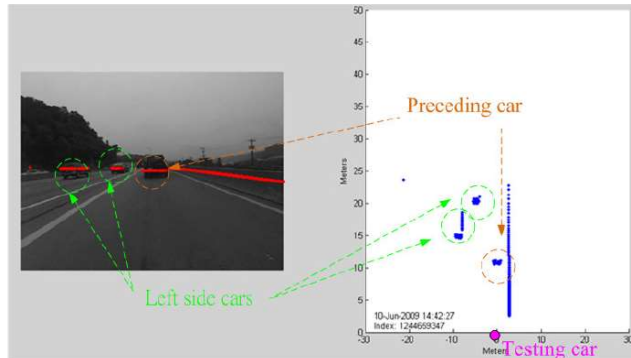 Preceding car
Left side cars
Testing car
10-Jun-2009 14:42:27
Index: 1244659347
Meters
Meters
50
45
40
35
30
25
20
15
10
5
0
-30
-20
-10
0
10
20
30